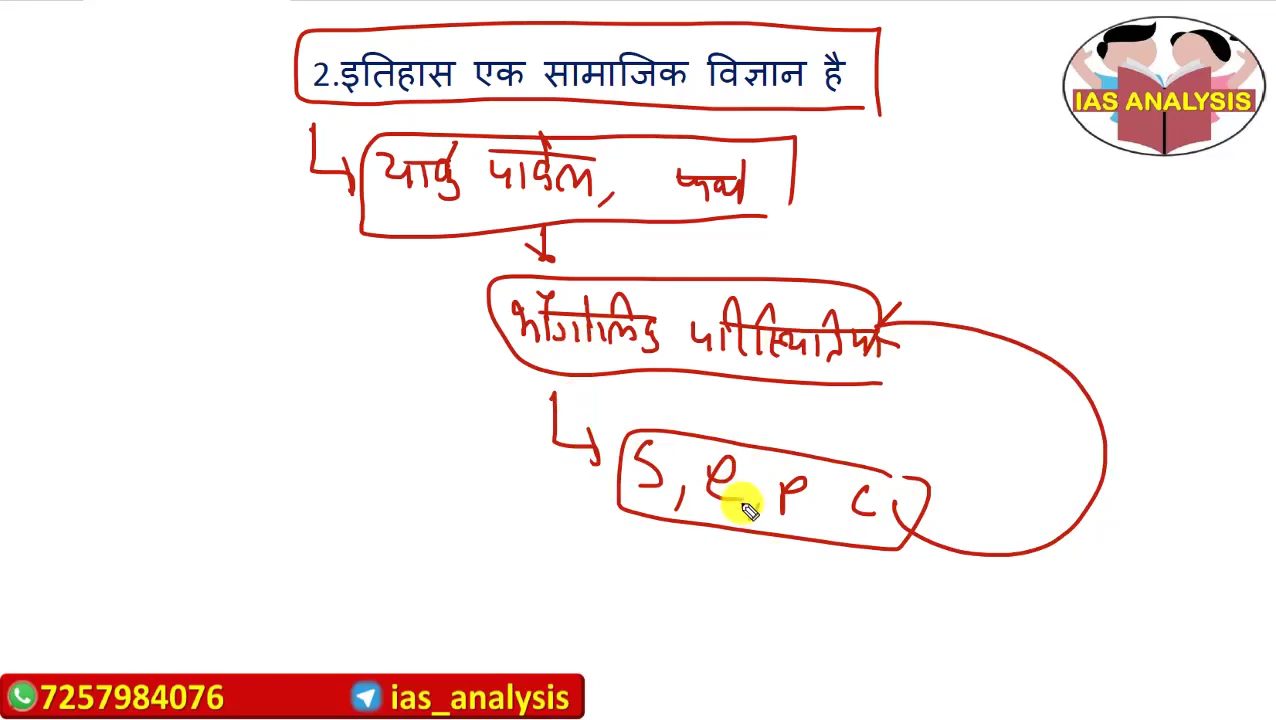 2.इतिहास एक सामाजिक विज्ञान है
IAS ANALYSIS
पावेल,
भौगोलिक परिस्थितियां
S, e, P C
7257984076
ias_analysis